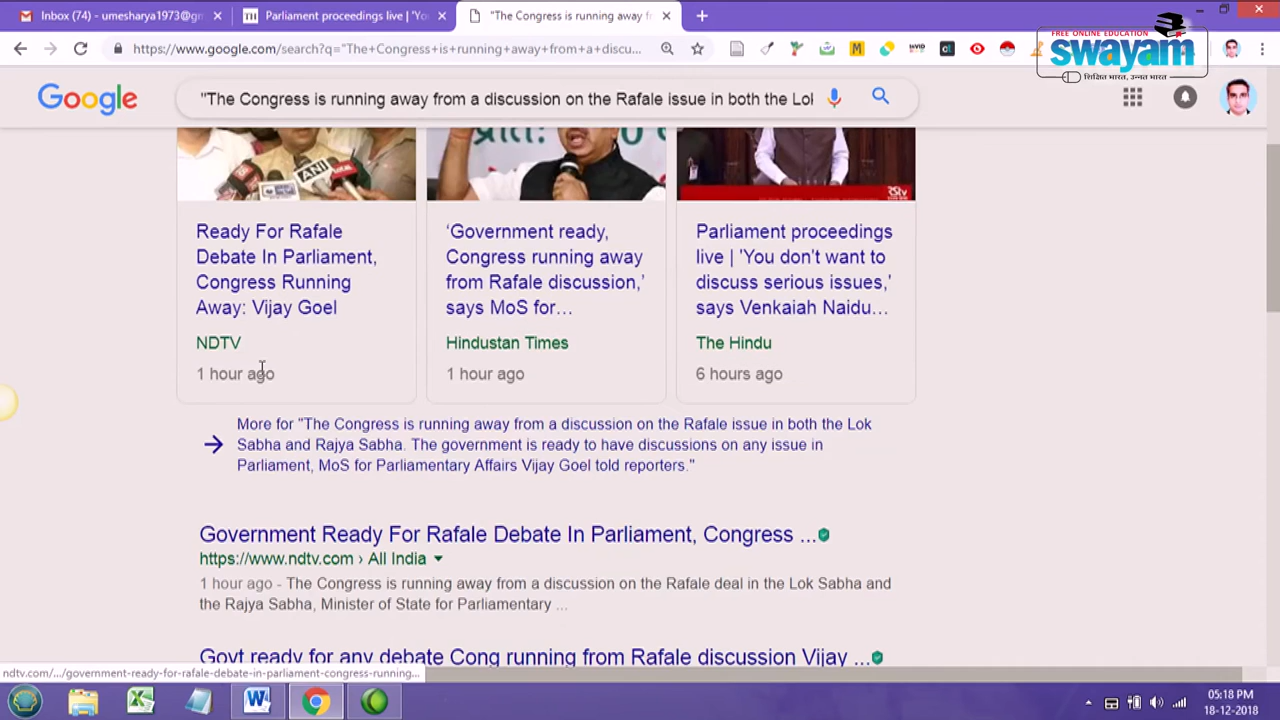 Inbox (74) - umesharya1973@gm
Parliament proceedings live | 'Yo
"The Congress is running away f
FREE ONLINE EDUCATION
swayam
शिक्षित भारत, उन्नत भारत
https://www.google.com/search?q="The+Congress+is+running+away+from+a+discu...
Google
"The Congress is running away from a discussion on the Rafale issue in both the Lok
ANI
प्रातः
Ready For Rafale
Debate In Parliament,
Congress Running
Away: Vijay Goel
NDTV
1 hour ago
'Government ready,
Congress running away
from Rafale discussion,'
says MoS for...
Hindustan Times
1 hour ago
Parliament proceedings
live | 'You don't want to
discuss serious issues,'
says Venkaiah Naidu...
The Hindu
6 hours ago
More for "The Congress is running away from a discussion on the Rafale issue in both the Lok
Sabha and Rajya Sabha. The government is ready to have discussions on any issue in
Parliament, MoS for Parliamentary Affairs Vijay Goel told reporters."
Government Ready For Rafale Debate In Parliament, Congress ...
https://www.ndtv.com › All India
1 hour ago - The Congress is running away from a discussion on the Rafale deal in the Lok Sabha and
the Rajya Sabha, Minister of State for Parliamentary ...
Govt ready for any debate Cong running from Rafale discussion Vijay ...
ndtv.com/.../government-ready-for-rafale-debate-in-parliament-congress-running...
05:18 PM
18-12-2018